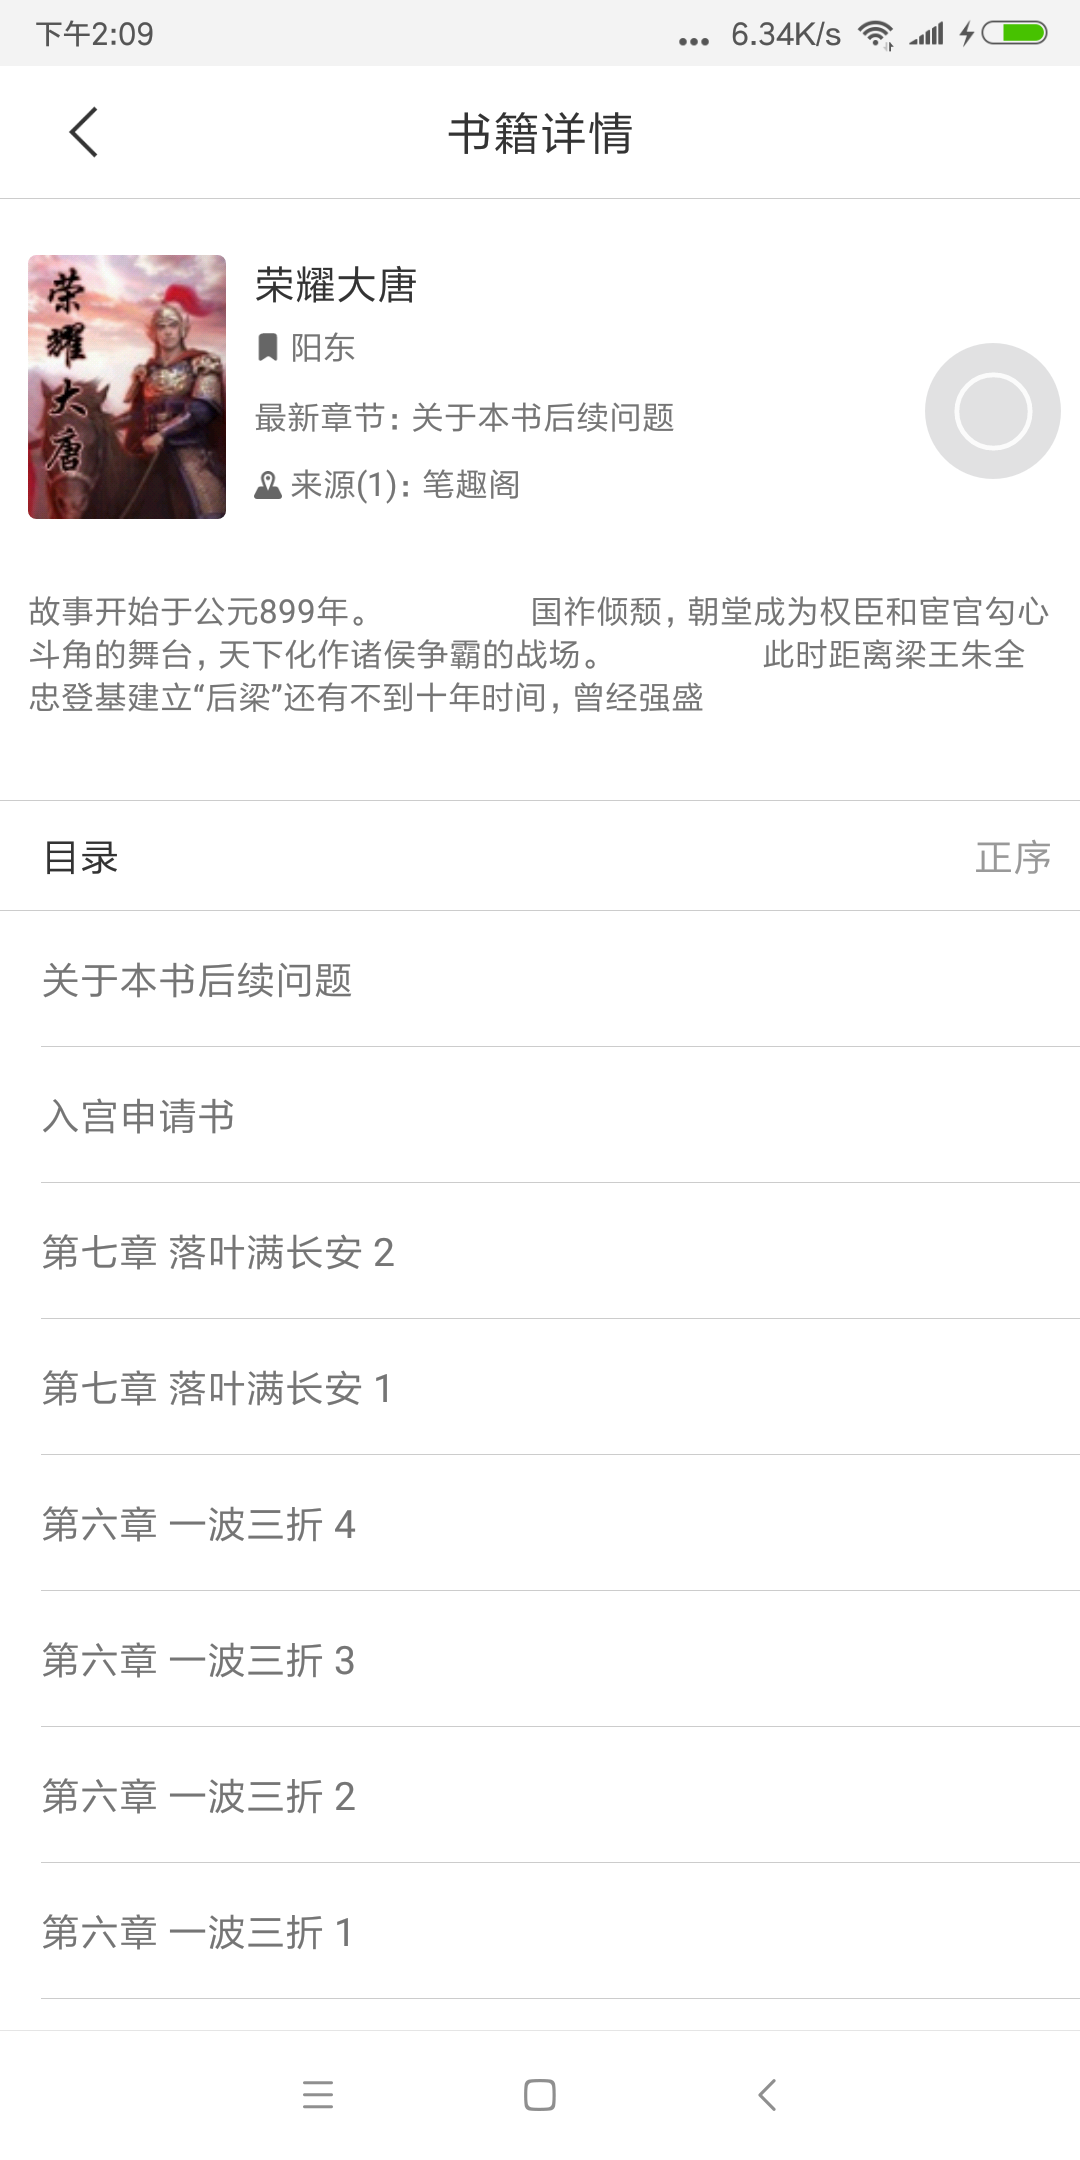 下午2:09
... 6.34K/s
书籍详情
荣耀大唐
荣耀大唐
阳东
最新章节: 关于本书后续问题
来源(1): 笔趣阁
故事开始于公元899年。 国祚倾颓, 朝堂成为权臣和宦官勾心
斗角的舞台, 天下化作诸侯争霸的战场。 此时距离梁王朱全
忠登基建立“后梁”还有不到十年时间, 曾经强盛
目录
正序
关于本书后续问题
入宫申请书
第七章 落叶满长安 2
第七章 落叶满长安 1
第六章 一波三折 4
第六章 一波三折 3
第六章 一波三折 2
第六章 一波三折 1